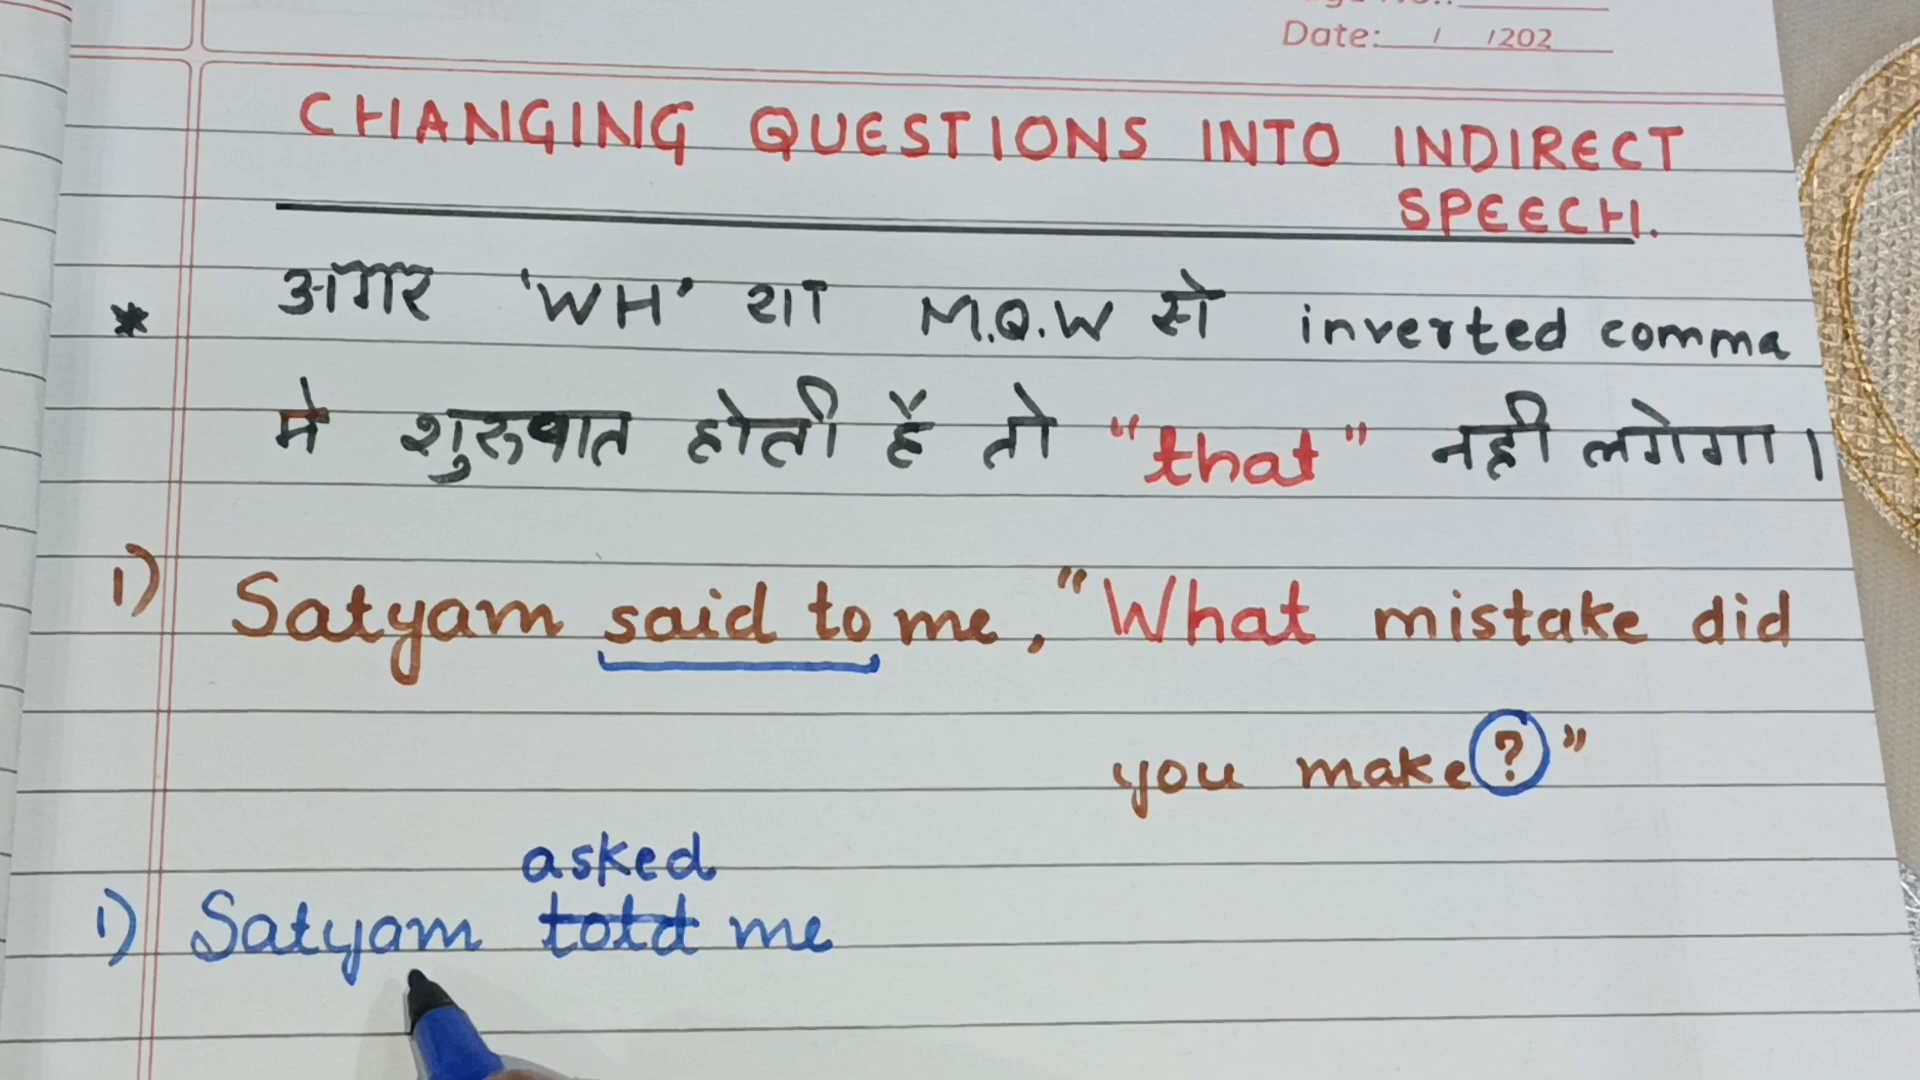 Date: / /202
CHANGING QUESTIONS INTO INDIRECT
SPEECH.
* अगर 'WH' या M.Q.W से inverted comma
मे शुरुवात होती हैं तो "that" नही लगेगा।
1) Satyam said to me, "What mistake did
you make?"
asked
1) Satyam told me